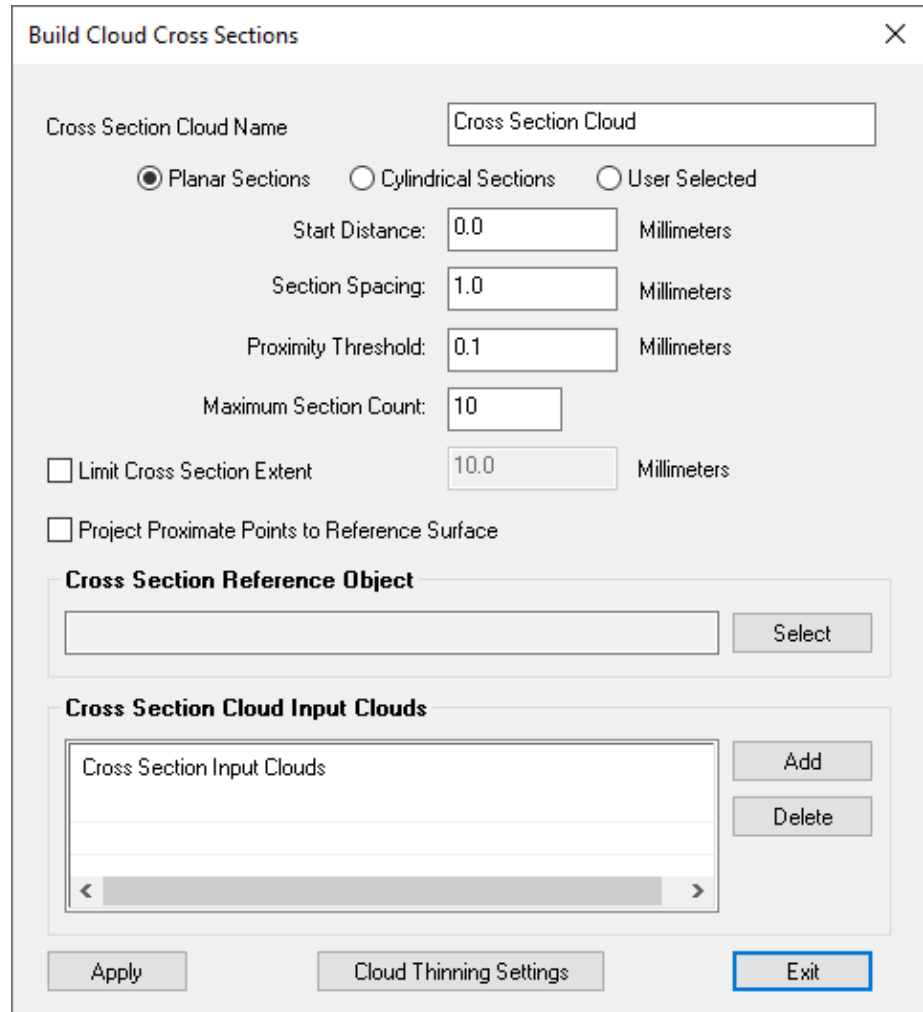 Build Cloud Cross Sections
Cross Section Cloud Name Cross Section Cloud
Planar Sections Cylindrical Sections User Selected
Start Distance: 0.0 Millimeters
Section Spacing: 1.0 Millimeters
Proximity Threshold: 0.1 Millimeters
Maximum Section Count: 10
Limit Cross Section Extent 10.0 Millimeters
Project Proximate Points to Reference Surface
Cross Section Reference Object
Select
Cross Section Cloud Input Clouds
Cross Section Input Clouds Add
Delete
Apply Cloud Thinning Settings Exit